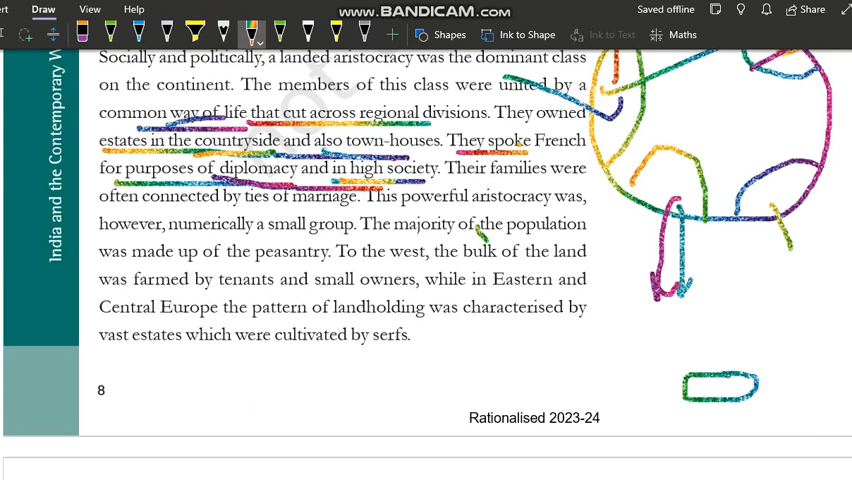 www.BANDICAM.com
Draw View Help Saved offline Share
Shapes Ink to Shape Ink to Text Maths
Socially and politically, a landed aristocracy was the dominant class
on the continent. The members of this class were united by a
common way of life that cut across regional divisions. They owned
estates in the countryside and also town-houses. They spoke French
for purposes of diplomacy and in high society. Their families were
often connected by ties of marriage. This powerful aristocracy was,
however, numerically a small group. The majority of the population
was made up of the peasantry. To the west, the bulk of the land
was farmed by tenants and small owners, while in Eastern and
Central Europe the pattern of landholding was characterised by
vast estates which were cultivated by serfs.
India and the Contemporary W
not
8
Rationalised 2023-24